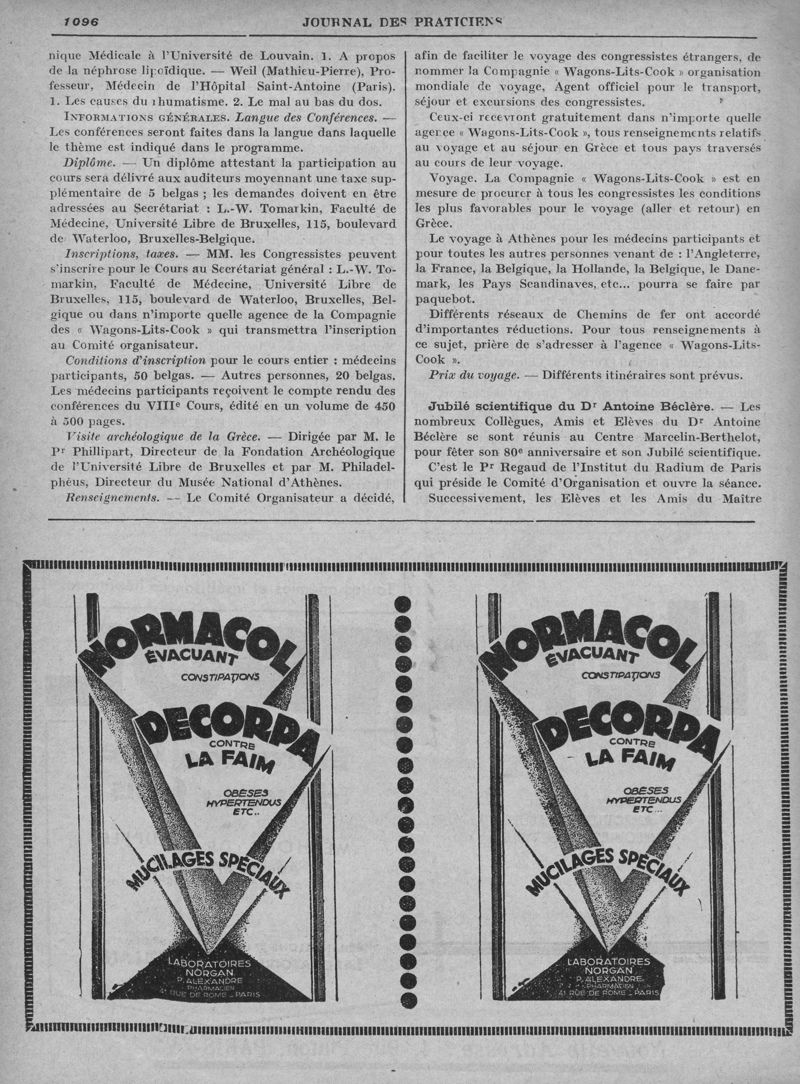 1096
JOURNAL DES PRATICIENS
nique Médicale à l'Université de Louvain. 1. A propos
de la néphrose lipoïdique. — Weil (Mathieu-Pierre), Pro-
fesseur, Médecin de l'Hôpital Saint-Antoine (Paris).
1. Les causes du rhumatisme. 2. Le mal au bas du dos.
INFORMATIONS GÉNÉRALES. Langue des Conférences. —
Les conférences seront faites dans la langue dans laquelle
le thème est indiqué dans le programme.
Diplôme. — Un diplôme attestant la participation au
cours sera délivré aux auditeurs moyennant une taxe sup-
plémentaire de 5 belgas ; les demandes doivent en être
adressées au Secrétariat : L.-W. Tomarkin, Faculté de
Médecine, Université Libre de Bruxelles, 115, boulevard
de Waterloo, Bruxelles-Belgique.
Inscriptions, taxes. — MM. les Congressistes peuvent
s'inscrire pour le Cours au Secrétariat général : L.-W. To-
markin, Faculté de Médecine, Université Libre de
Bruxelles, 115, boulevard de Waterloo, Bruxelles, Bel-
gique ou dans n'importe quelle agence de la Compagnie
des « Wagons-Lits-Cook » qui transmettra l'inscription
au Comité organisateur.
Conditions d'inscription pour le cours entier : médecins
participants, 50 belgas. — Autres personnes, 20 belgas.
Les médecins participants reçoivent le compte rendu des
conférences du VIIIe Cours, édité en un volume de 450
à 500 pages.
Visite archéologique de la Grèce. — Dirigée par M. le
Pr Phillipart, Directeur de la Fondation Archéologique
de l'Université Libre de Bruxelles et par M. Philadel-
phéus, Directeur du Musée National d'Athènes.
Renseignements. — Le Comité Organisateur a décidé,
afin de faciliter le voyage des congressistes étrangers, de
nommer la Compagnie « Wagons-Lits-Cook » organisation
mondiale de voyage, Agent officiel pour le transport,
séjour et excursions des congressistes.
Ceux-ci recevront gratuitement dans n'importe quelle
agence « Wagons-Lits-Cook », tous renseignements relatifs
au voyage et au séjour en Grèce et tous pays traversés
au cours de leur voyage.
Voyage. La Compagnie « Wagons-Lits-Cook » est en
mesure de procurer à tous les congressistes les conditions
les plus favorables pour le voyage (aller et retour) en
Grèce.
Le voyage à Athènes pour les médecins participants et
pour toutes les autres personnes venant de : l'Angleterre,
la France, la Belgique, la Hollande, la Belgique, le Dane-
mark, les Pays Scandinaves, etc... pourra se faire par
paquebot.
Différents réseaux de Chemins de fer ont accordé
d'importantes réductions. Pour tous renseignements à
ce sujet, prière de s'adresser à l'agence « Wagons-Lits-
Cook ».
Prix du voyage. — Différents itinéraires sont prévus.
Jubilé scientifique du Dr Antoine Béclère. — Les
nombreux Collègues, Amis et Elèves du Dr Antoine
Béclère se sont réunis au Centre Marcelin-Berthelot,
pour fêter son 80e anniversaire et son Jubilé scientifique.
C'est le Pr Regaud de l'Institut du Radium de Paris
qui préside le Comité d'Organisation et ouvre la séance.
Successivement, les Elèves et les Amis du Maître
NORMACOL
ÉVACUANT
CONSTIPATIONS
DECORPA
CONTRE
LA FAIM
OBÈSES
HYPERTENDUS
ETC..
MUCILAGES SPÉCIAUX
LABORATOIRES
NORGAN
P. ALEXANDRE
PHARMACIEN
41 RUE DE ROME - PARIS
NORMACOL
ÉVACUANT
CONSTIPATIONS
DECORPA
CONTRE
LA FAIM
OBÈSES
HYPERTENDUS
ETC...
MUCILAGES SPÉCIAUX
LABORATOIRES
NORGAN
P. ALEXANDRE
PHARMACIEN
41 RUE DE ROME - PARIS